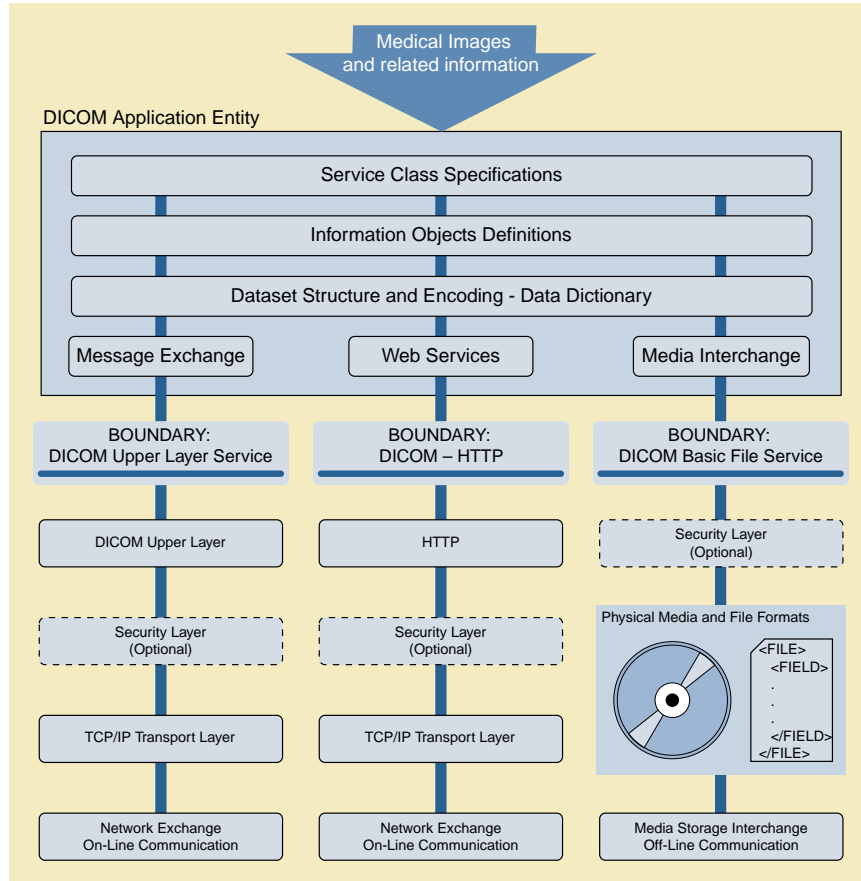 Medical Images
and related information
DICOM Application Entity
Service Class Specifications
Information Objects Definitions
Dataset Structure and Encoding - Data Dictionary
Message Exchange
Web Services
Media Interchange
BOUNDARY:
DICOM Upper Layer Service
BOUNDARY:
DICOM – HTTP
BOUNDARY:
DICOM Basic File Service
DICOM Upper Layer
HTTP
Security Layer
(Optional)
Security Layer
(Optional)
Security Layer
(Optional)
Physical Media and File Formats
<FILE>
<FIELD>
.
.
.
</FIELD>
</FILE>
TCP/IP Transport Layer
TCP/IP Transport Layer
Network Exchange
On-Line Communication
Network Exchange
On-Line Communication
Media Storage Interchange
Off-Line Communication